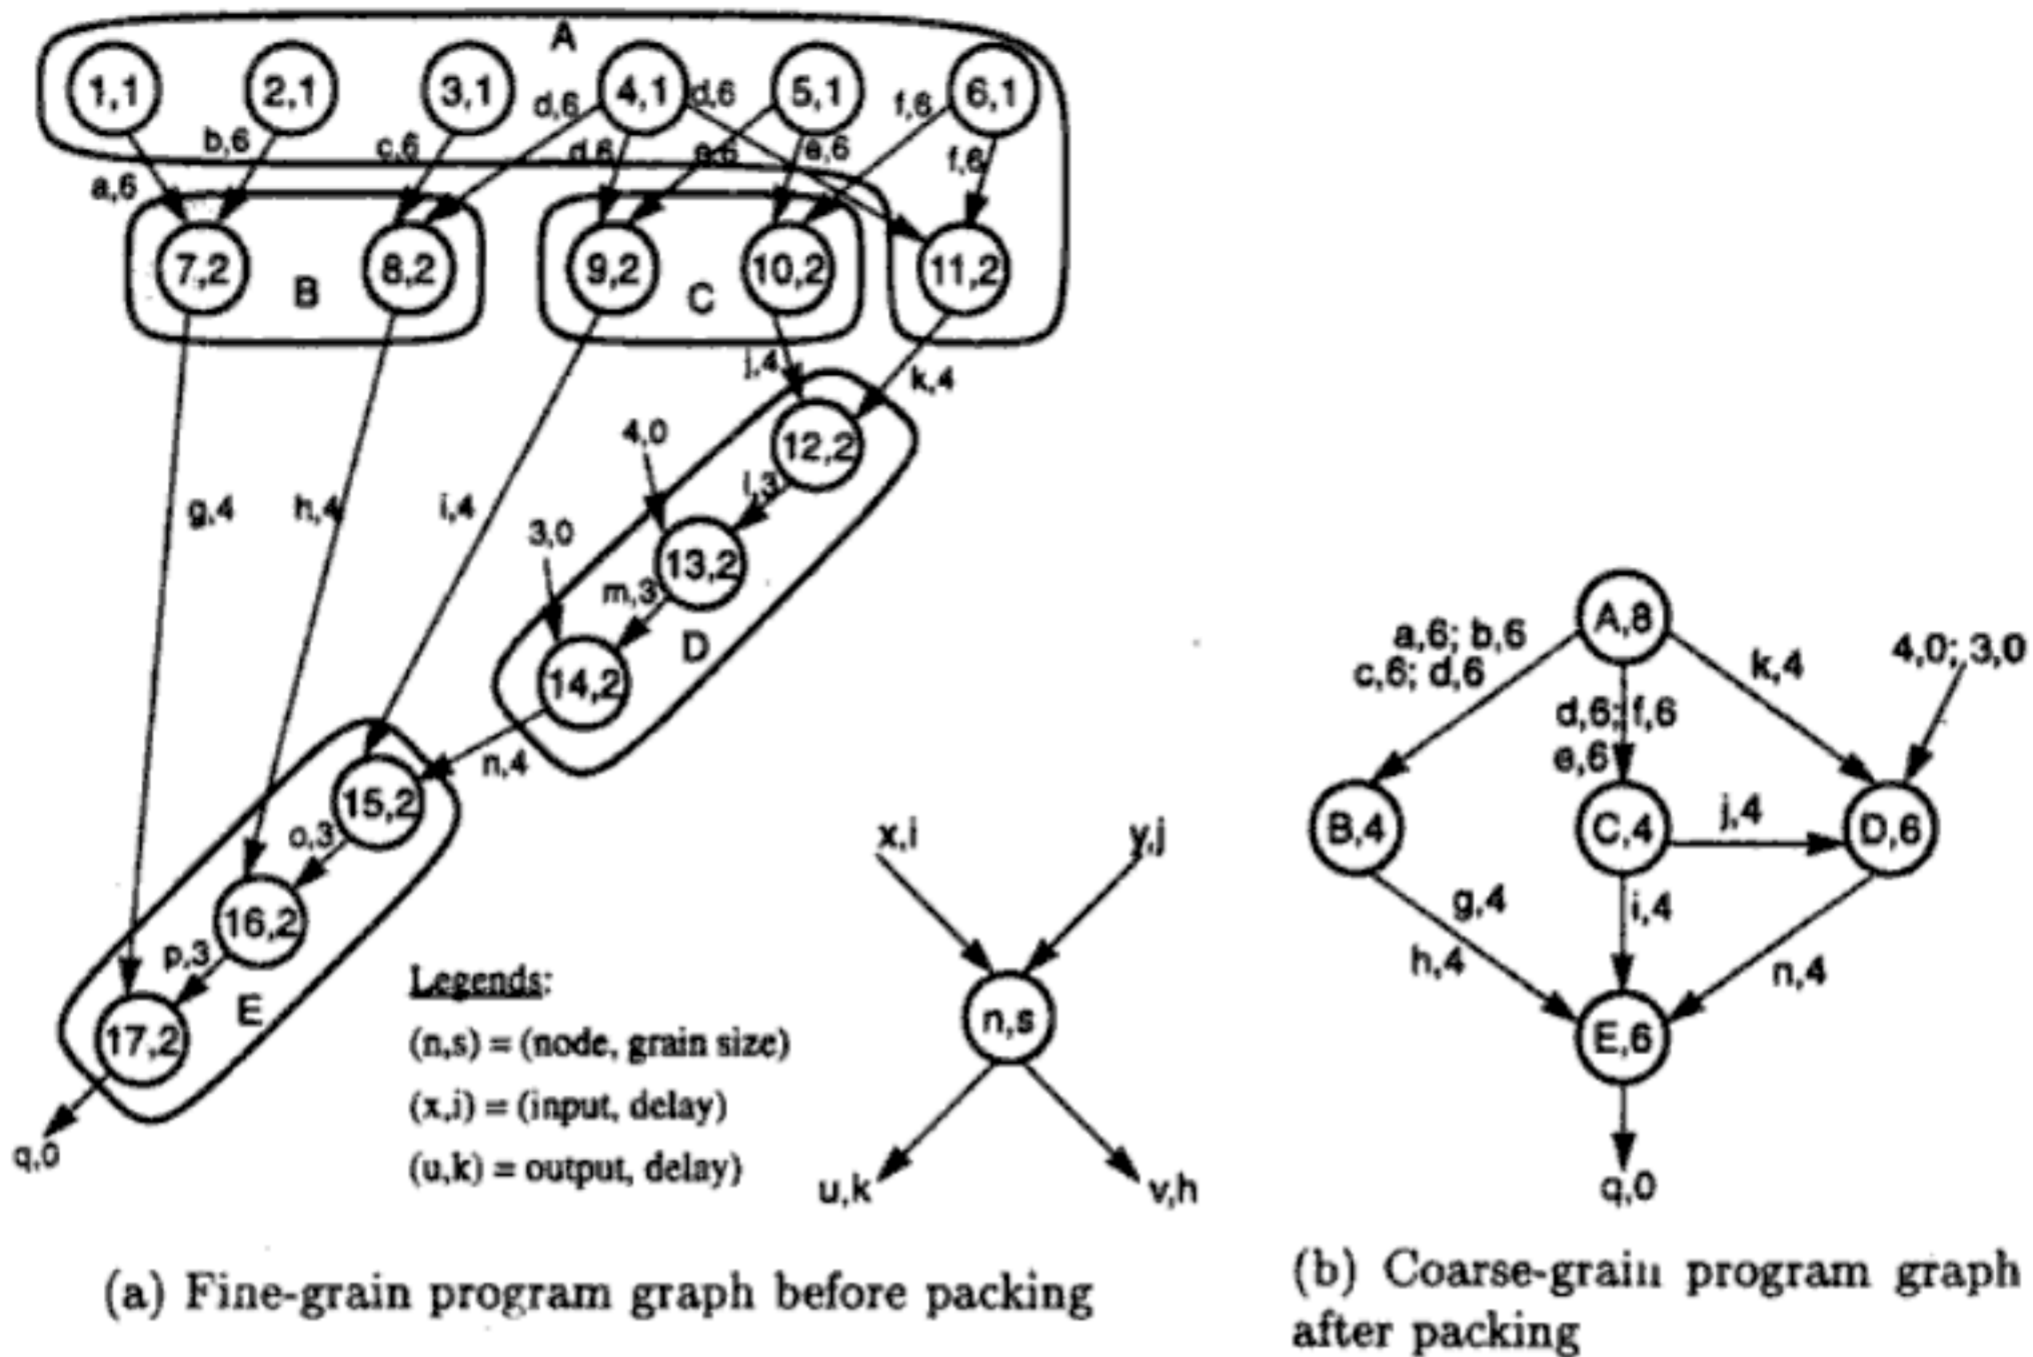 A
1,1 2,1 3,1 4,1 5,1 6,1
d,6 d,6 f,6
b,6 c,6 d,6 e,6 e,6 f,6
a,6
7,2 B 8,2 9,2 C 10,2 11,2
j,4 k,4
4,0 12,2
l,3
g,4 h,4 i,4
3,0 13,2
m,3
D
14,2
n,4
15,2
o,3
16,2
p,3
E
17,2
q,0
Legends:
(n,s) = (node, grain size)
(x,i) = (input, delay)
(u,k) = output, delay)
x,i y,j
n,s
u,k v,h
(a) Fine-grain program graph before packing
A,8
a,6; b,6
c,6; d,6
k,4
4,0; 3,0
d,6; f,6
e,6
B,4 C,4 j,4 D,6
g,4 i,4
h,4 n,4
E,6
q,0
(b) Coarse-grain program graph
after packing